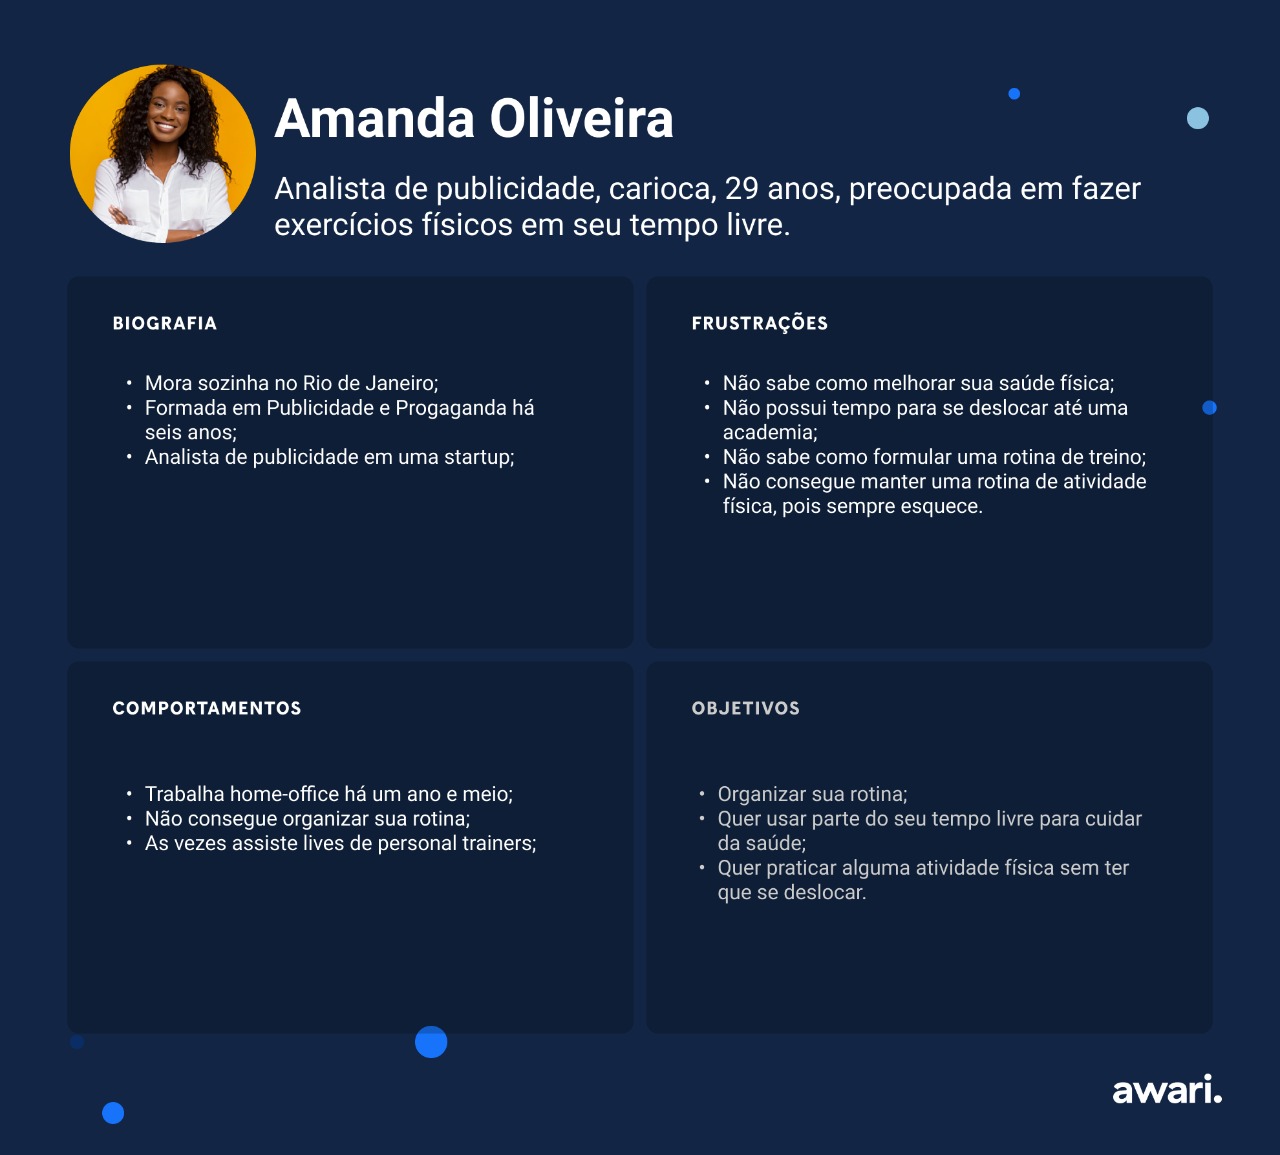 Amanda Oliveira
Analista de publicidade, carioca, 29 anos, preocupada em fazer
exercícios físicos em seu tempo livre.
BIOGRAFIA
• Mora sozinha no Rio de Janeiro;
• Formada em Publicidade e Progaganda há
seis anos;
• Analista de publicidade em uma startup;
FRUSTRAÇÕES
• Não sabe como melhorar sua saúde física;
• Não possui tempo para se deslocar até uma
academia;
• Não sabe como formular uma rotina de treino;
• Não consegue manter uma rotina de atividade
física, pois sempre esquece.
COMPORTAMENTOS
• Trabalha home-office há um ano e meio;
• Não consegue organizar sua rotina;
• As vezes assiste lives de personal trainers;
OBJETIVOS
• Organizar sua rotina;
• Quer usar parte do seu tempo livre para cuidar
da saúde;
• Quer praticar alguma atividade física sem ter
que se deslocar.
awari.